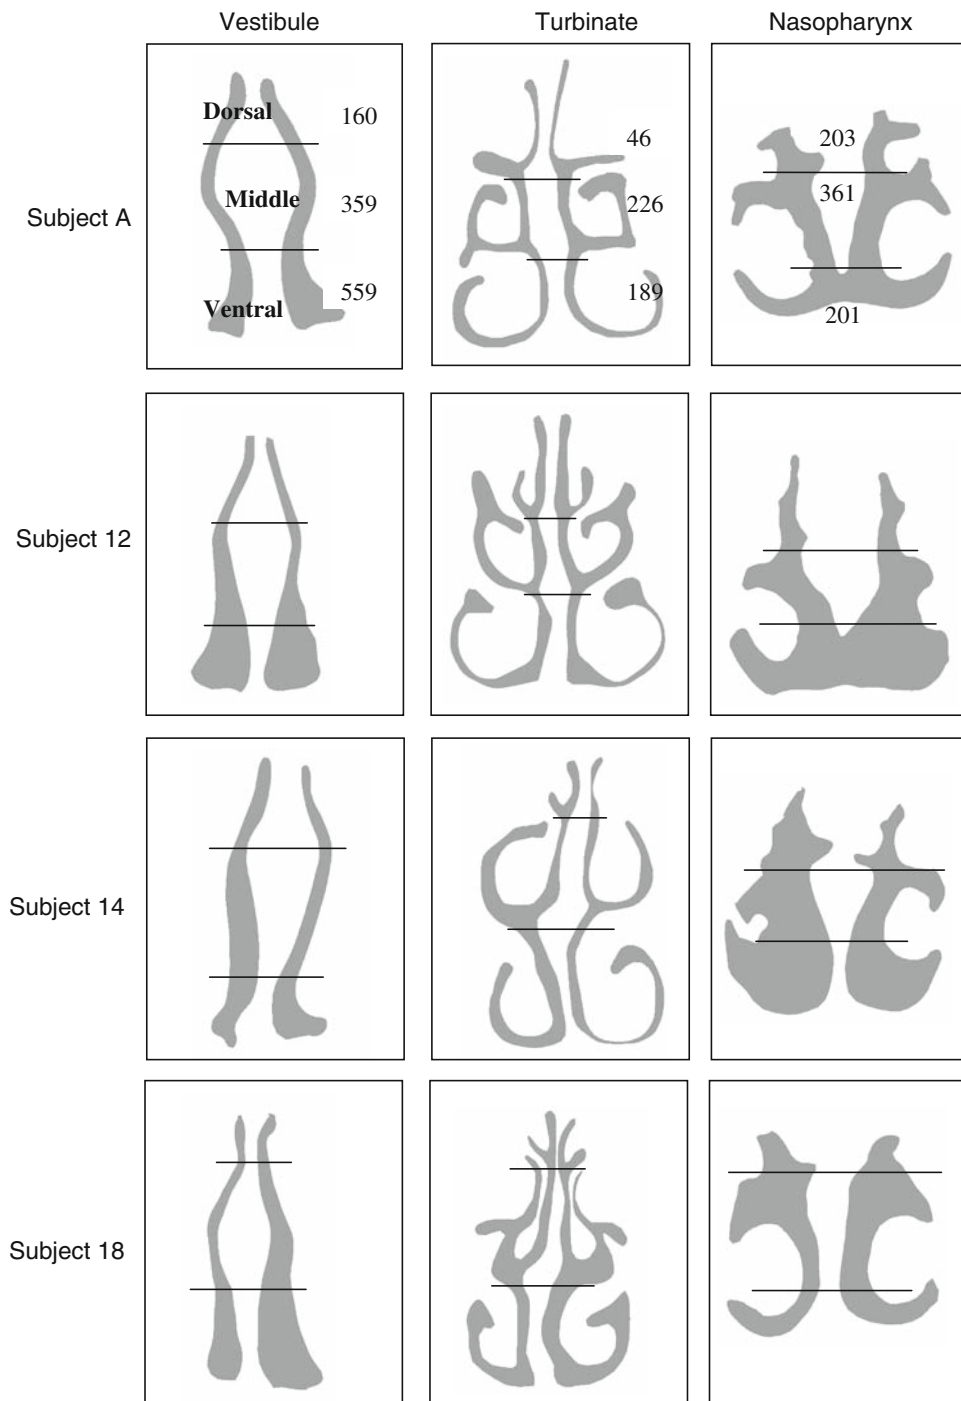 Vestibule Turbinate Nasopharynx
Subject A
Dorsal 160
Middle 359
Ventral 559
46
226
189
203
361
201
Subject 12
Subject 14
Subject 18